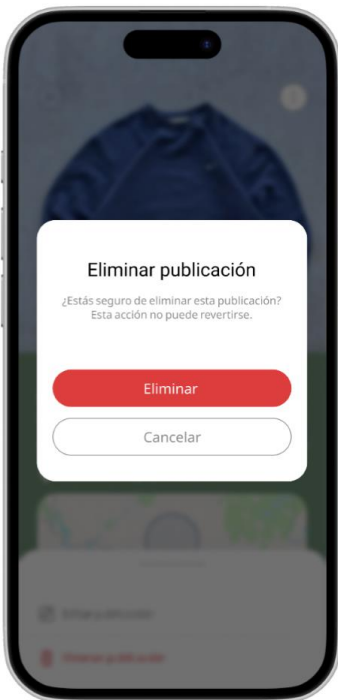 Eliminar publicación
¿Estás seguro de eliminar esta publicación?
Esta acción no puede revertirse.
Eliminar
Cancelar